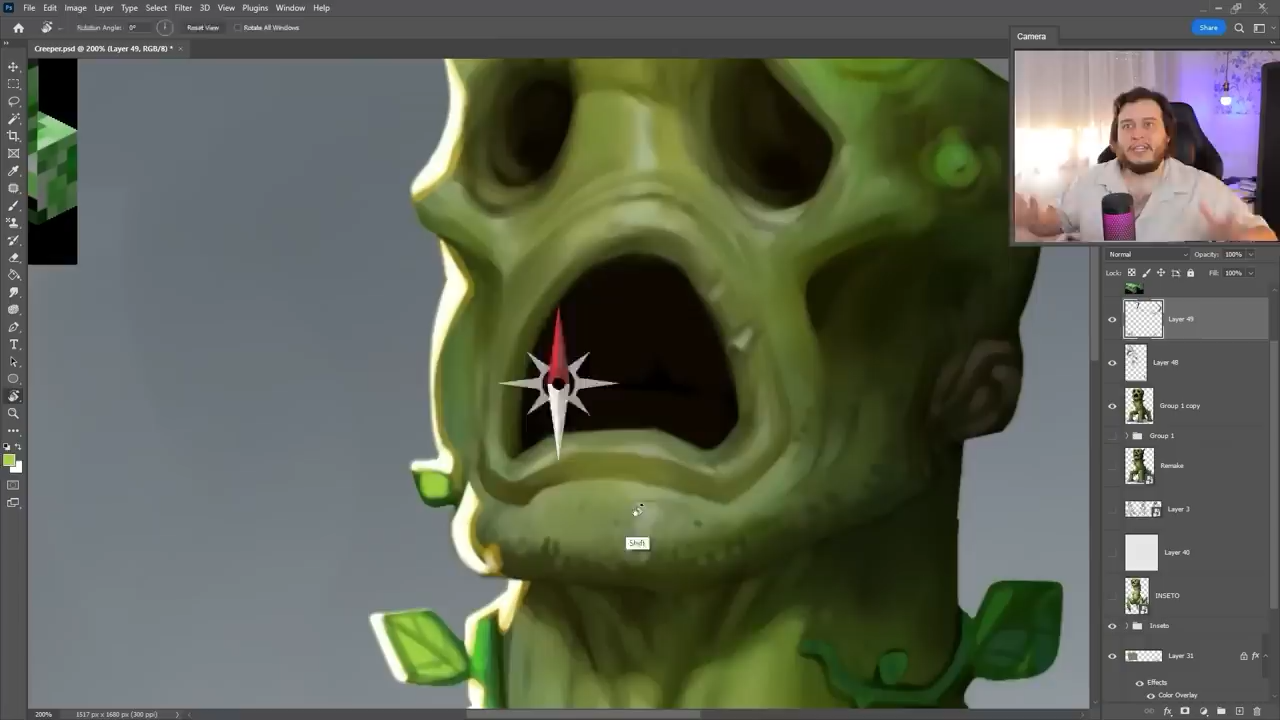 Ps File Edit Image Layer Type Select Filter 3D View Plugins Window Help
Rotation Angle: 0° Reset View Rotate All Windows Share
Creeper.psd @ 200% (Layer 49, RGB/8) * ×
Camera
Normal Opacity: 100%
Lock: Fill: 100%
Layer 49
Layer 48
Group 1 copy
Group 1
Remake
Layer 3
Layer 40
INSETO
Inseto
Layer 31 fx
Effects
Color Overlay
Shift
T
200% 1517 px x 1680 px (300 ppi)
fx